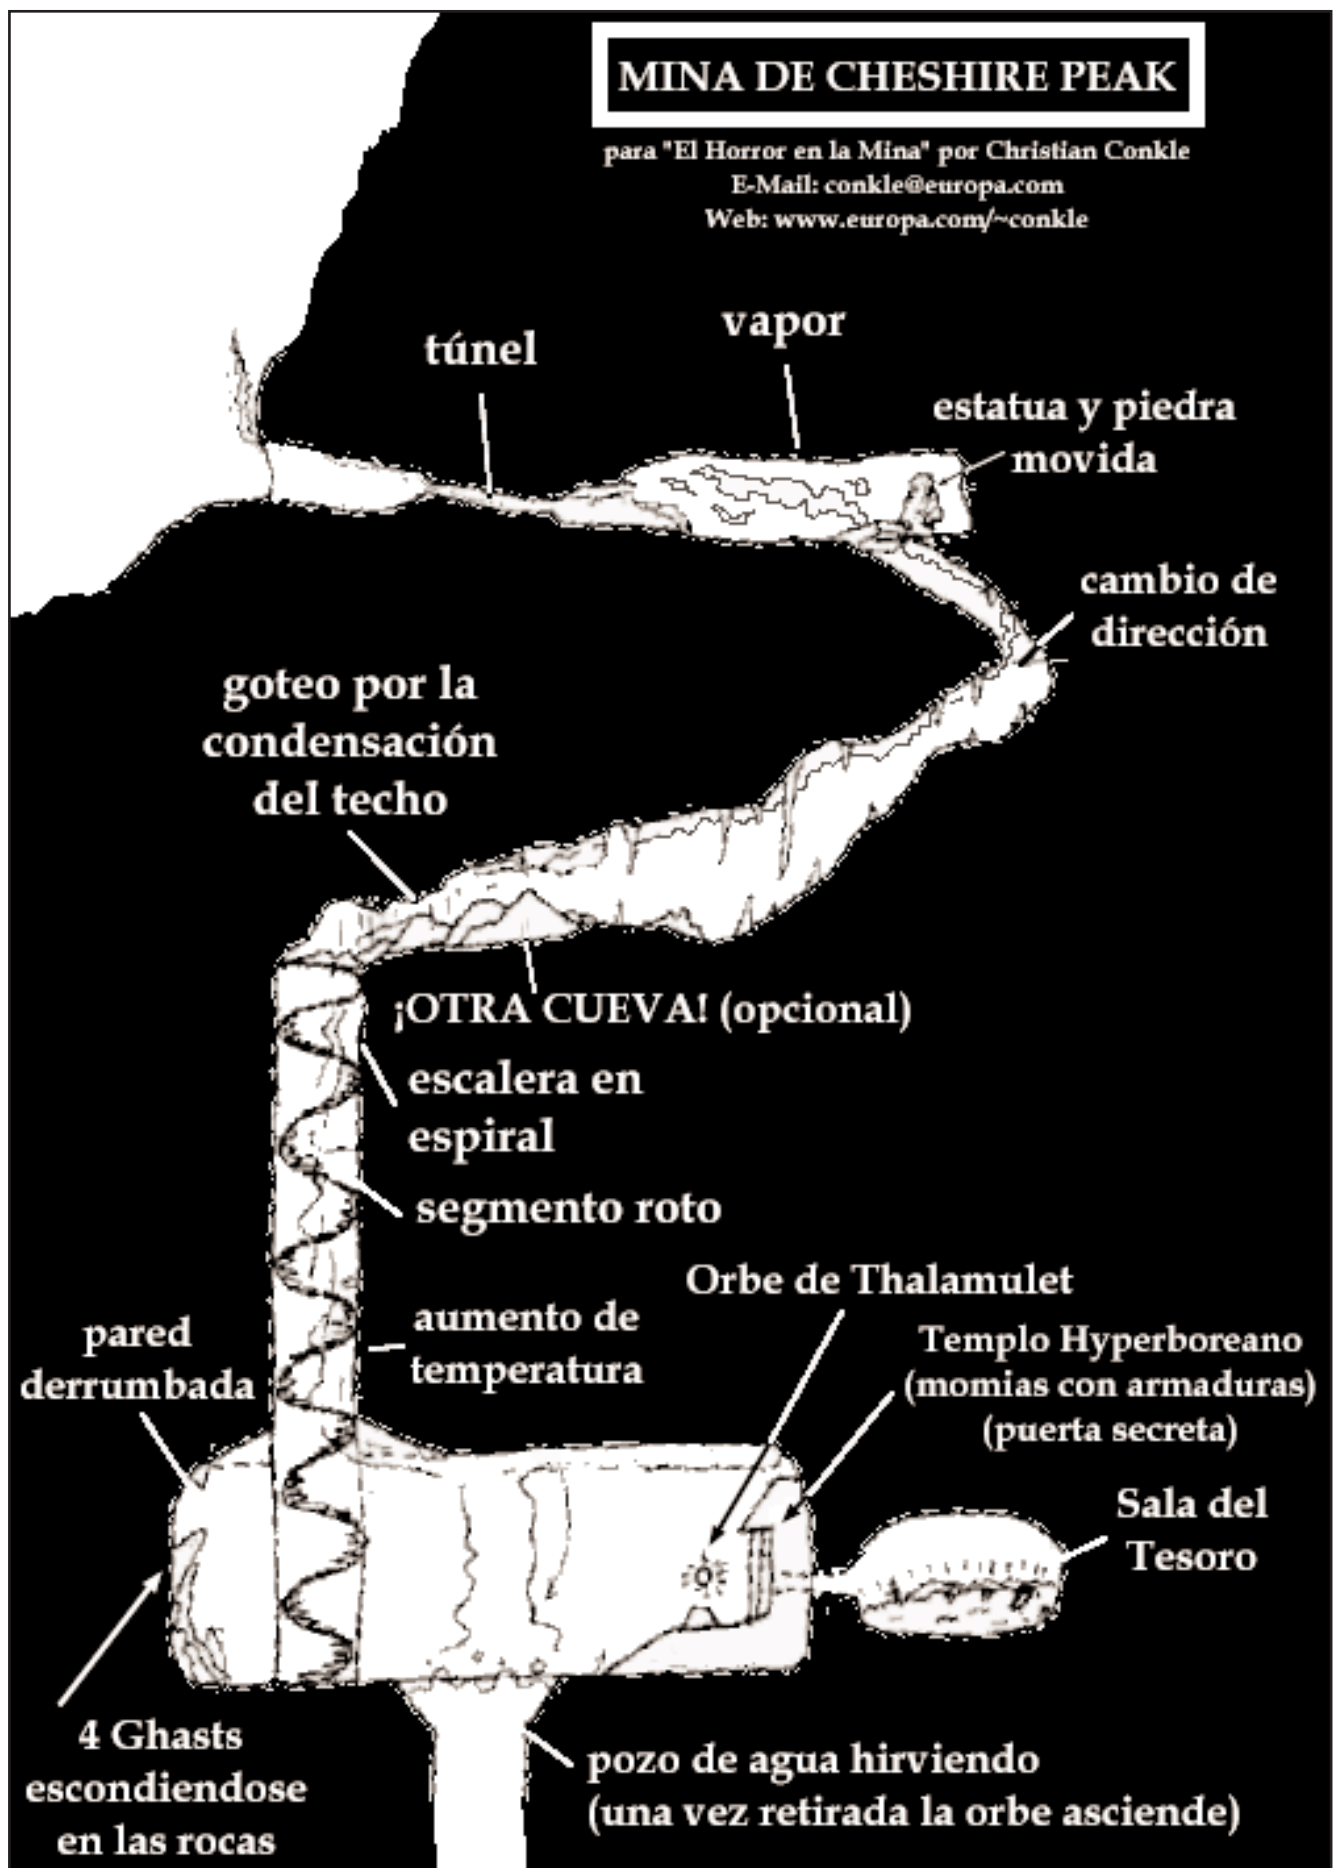 MINA DE CHESHIRE PEAK
para "El Horror en la Mina" por Christian Conkle
E-Mail: conkle@europa.com
Web: www.europa.com/~conkle
vapor
túnel
estatua y piedra
movida
cambio de
dirección
goteo por la
condensación
del techo
¡OTRA CUEVA! (opcional)
escalera en
espiral
segmento roto
Orbe de Thalamulet
aumento de
temperatura
pared
derrumbada
Templo Hyperboreano
(momias con armaduras)
(puerta secreta)
Sala del
Tesoro
4 Ghasts
escondiendose
en las rocas
pozo de agua hirviendo
(una vez retirada la orbe asciende)